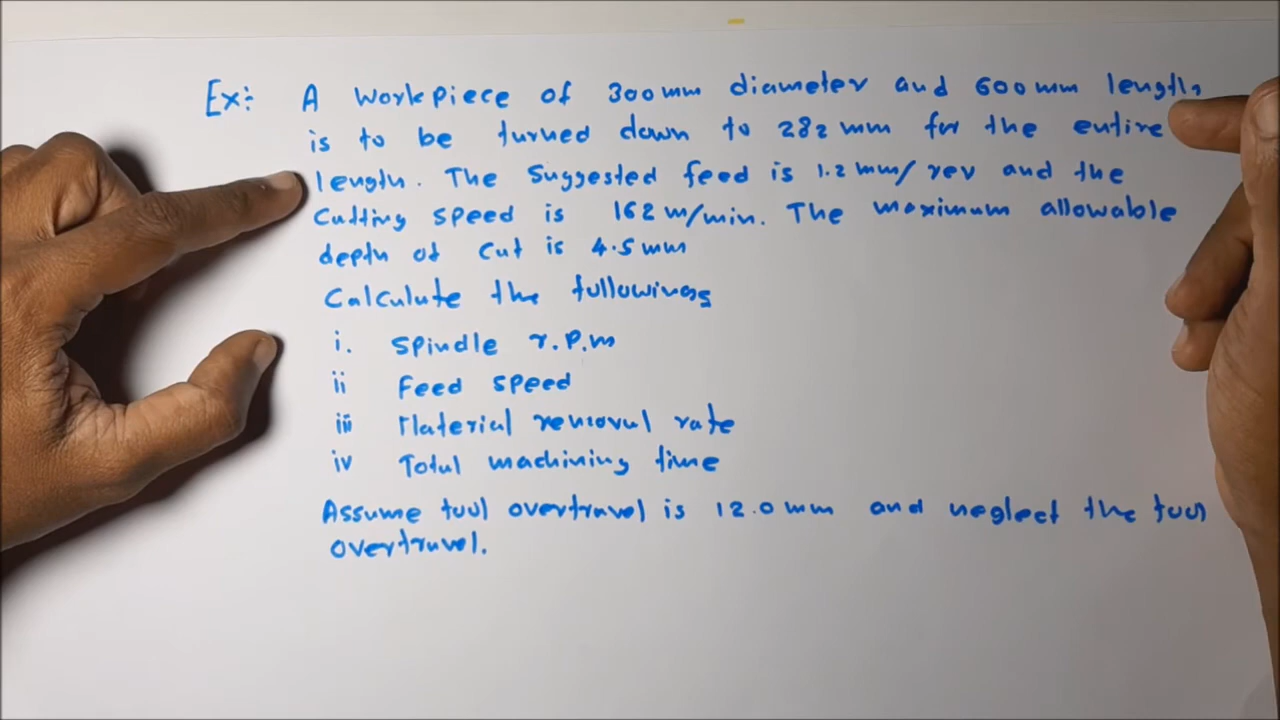 Ex:- A workpiece of 300mm diameter and 600mm length
is to be turned down to 282mm for the entire
length. The suggested feed is 1.2mm/rev and the
cutting speed is 162m/min. The maximum allowable
depth of cut is 4.5mm
Calculate the followings
i. Spindle r.P.m
ii Feed speed
iii Material removal rate
iv Total machining time
Assume tool overtravel is 12.0mm and neglect the tool
overtravel.